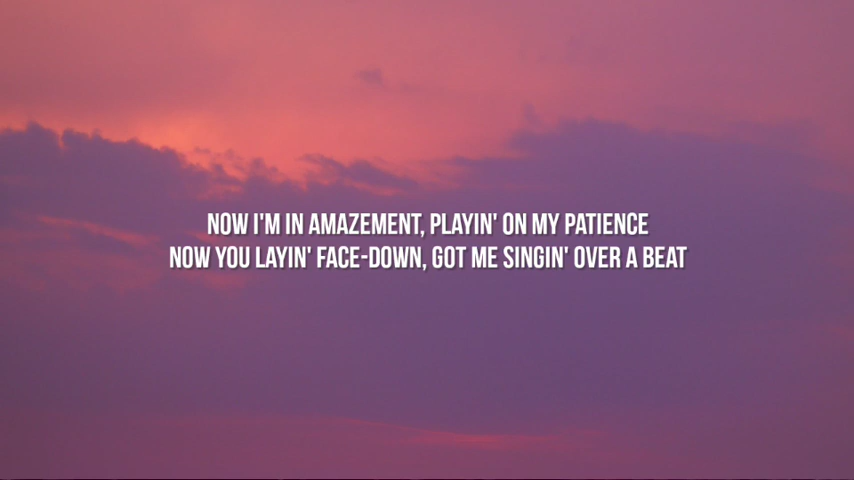 NOW I'M IN AMAZEMENT, PLAYIN' ON MY PATIENCE
NOW YOU LAYIN' FACE-DOWN, GOT ME SINGIN' OVER A BEAT